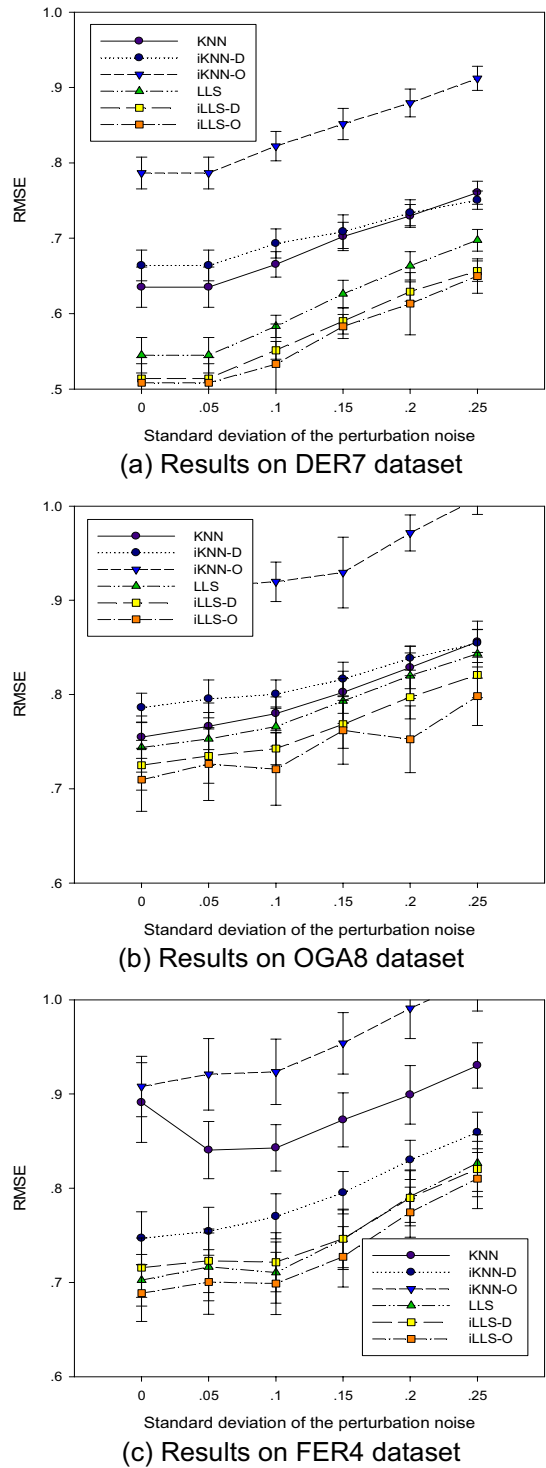 1.0
.9
.8
.7
.6
.5
RMSE
KNN
iKNN-D
iKNN-O
LLS
iLLS-D
iLLS-O
0 .05 .1 .15 .2 .25
Standard deviation of the perturbation noise
(a) Results on DER7 dataset
1.0
.9
.8
.7
.6
RMSE
KNN
iKNN-D
iKNN-O
LLS
iLLS-D
iLLS-O
0 .05 .1 .15 .2 .25
Standard deviation of the perturbation noise
(b) Results on OGA8 dataset
1.0
.9
.8
.7
.6
RMSE
KNN
iKNN-D
iKNN-O
LLS
iLLS-D
iLLS-O
0 .05 .1 .15 .2 .25
Standard deviation of the perturbation noise
(c) Results on FER4 dataset